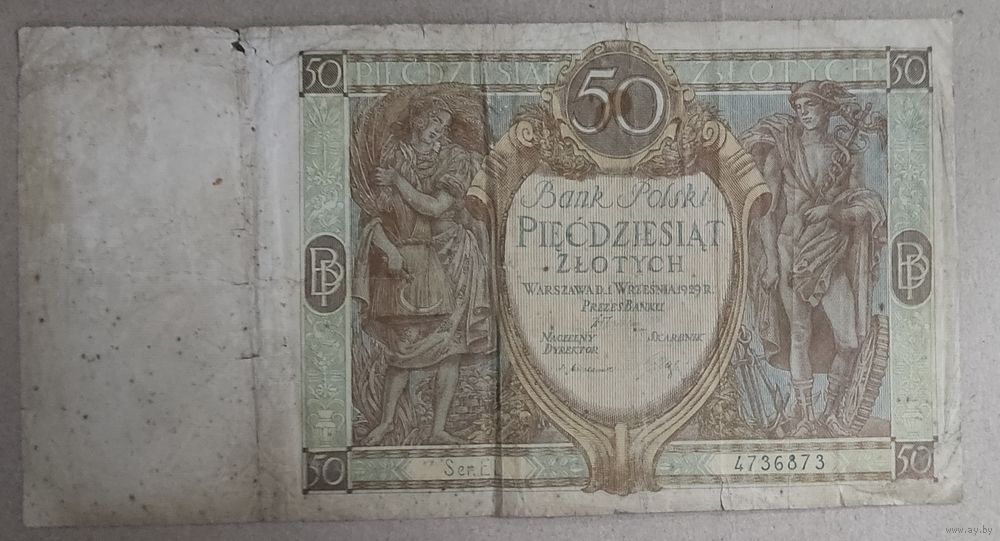 50 PIĘĆDZIESIĄT ZŁOTYCH 50
50
Bank Polski
PIĘĆDZIESIĄT
ZŁOTYCH
WARSZAWA D. 1 WRZEŚNIA 1929 R.
PREZES BANKU
NACZELNY SKARBNIK
DYREKTOR
BP BP
50 Ser. 4736873 50
www.ay.by